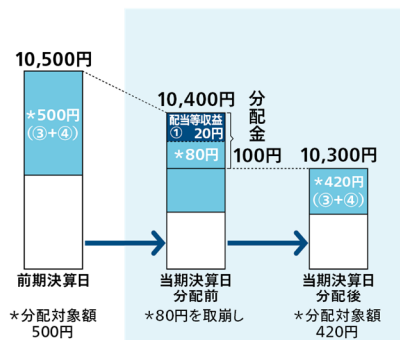 10,500円
*500円
(③+④)
前期決算日
*分配対象額
500円
10,400円
配当等収益
① 20円
*80円
分配金
100円
当期決算日
分配前
*80円を取崩し
10,300円
*420円
(③+④)
当期決算日
分配後
*分配対象額
420円